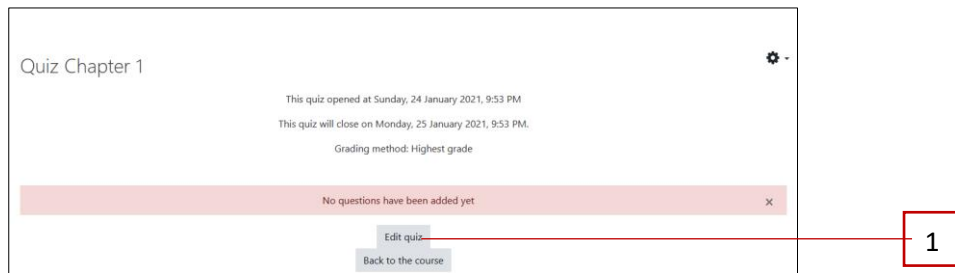 Quiz Chapter 1
This quiz opened at Sunday, 24 January 2021, 9:53 PM
This quiz will close on Monday, 25 January 2021, 9:53 PM.
Grading method: Highest grade
No questions have been added yet ×
Edit quiz
1
Back to the course